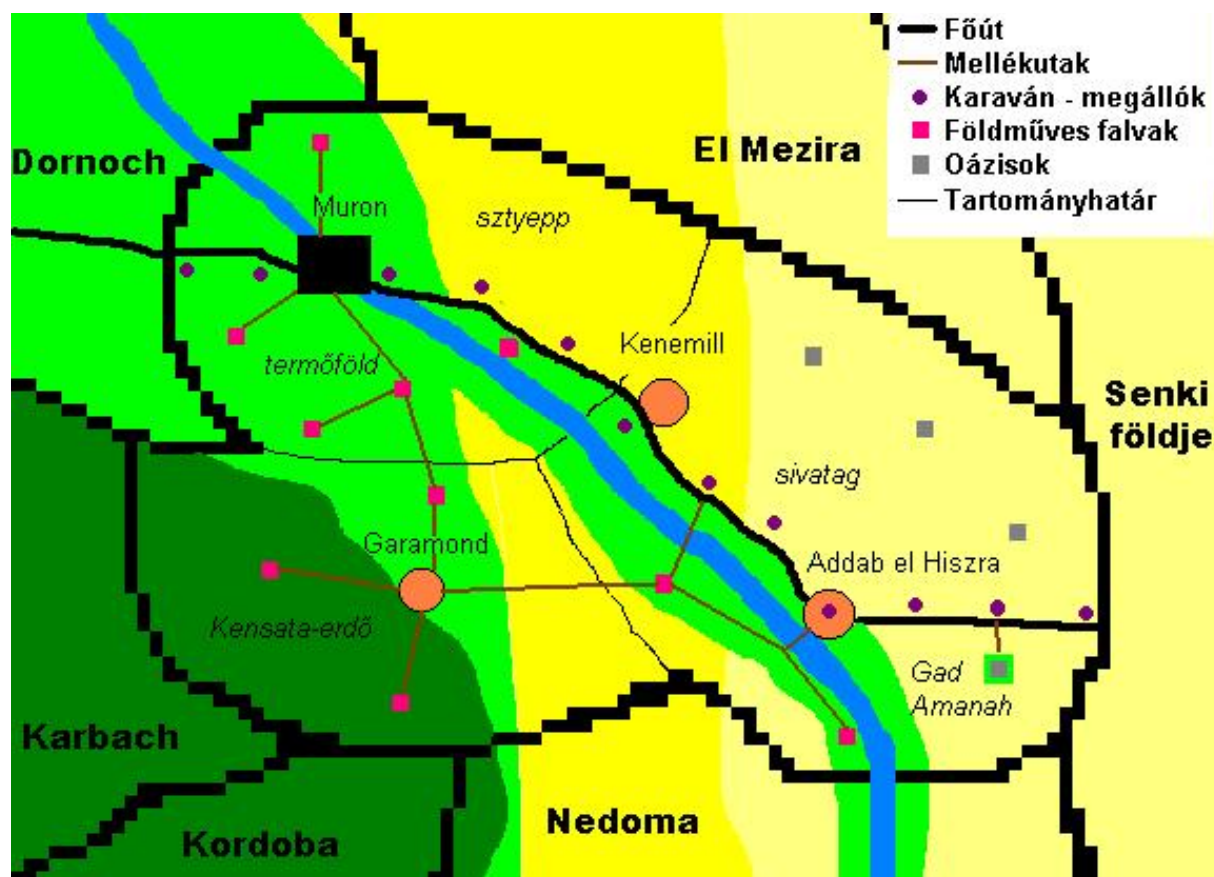 Főút
Mellékutak
Karaván - megállók
Földműves falvak
Oázisok
Tartományhatár
Dornoch
El Mezira
Muron
sztyepp
Kenemill
termőföld
Senki
földje
sivatag
Garamond
Addab el Hiszra
Kensata-erdő
Gad
Amanah
Karbach
Nedoma
Kordoba